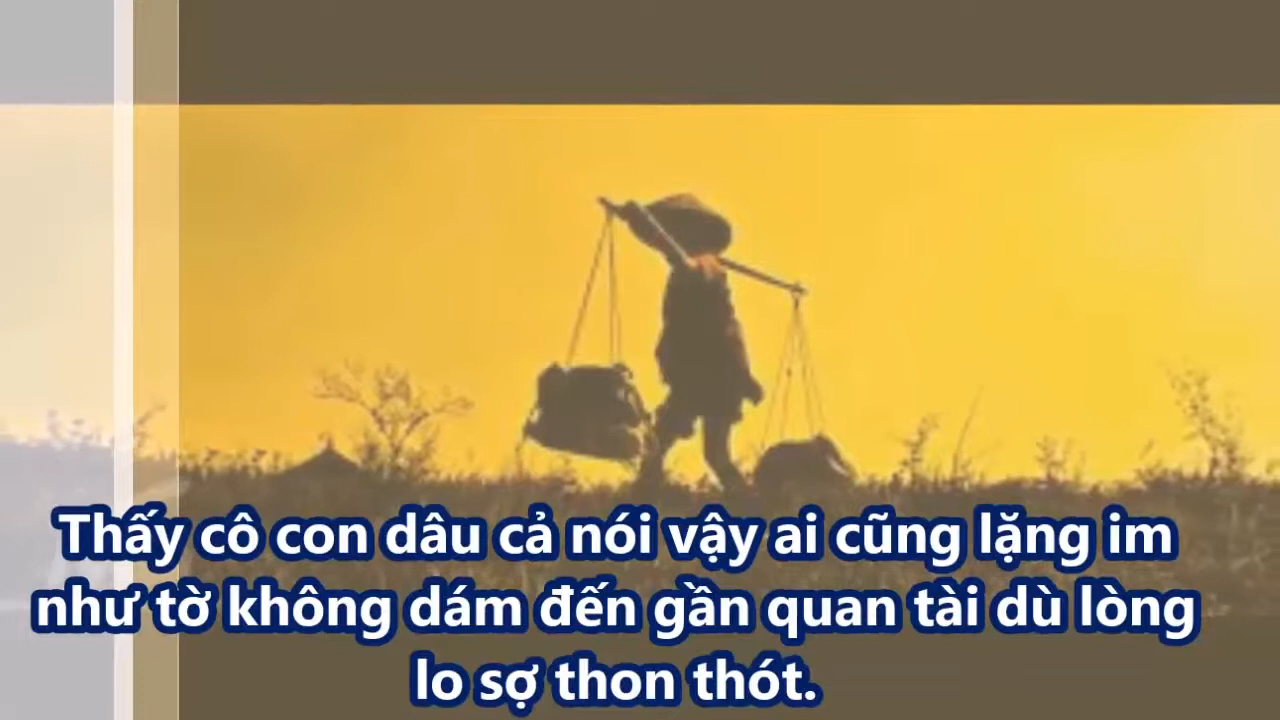 Thấy cô con dâu cả nói vậy ai cũng lặng im
như tờ không dám đến gần quan tài dù lòng
lo sợ thon thót.